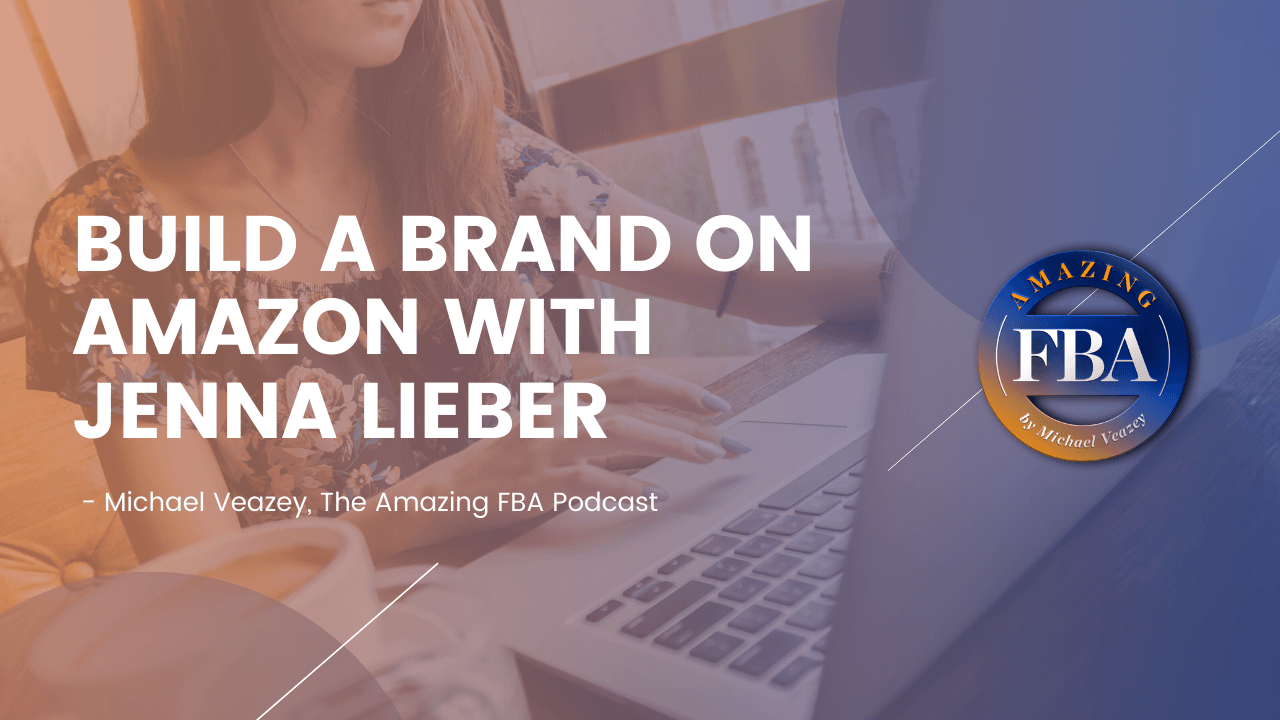 BUILD A BRAND ON
AMAZON WITH
JENNA LIEBER
- Michael Veazey, The Amazing FBA Podcast
AMAZING
FBA
by Michael Veazey